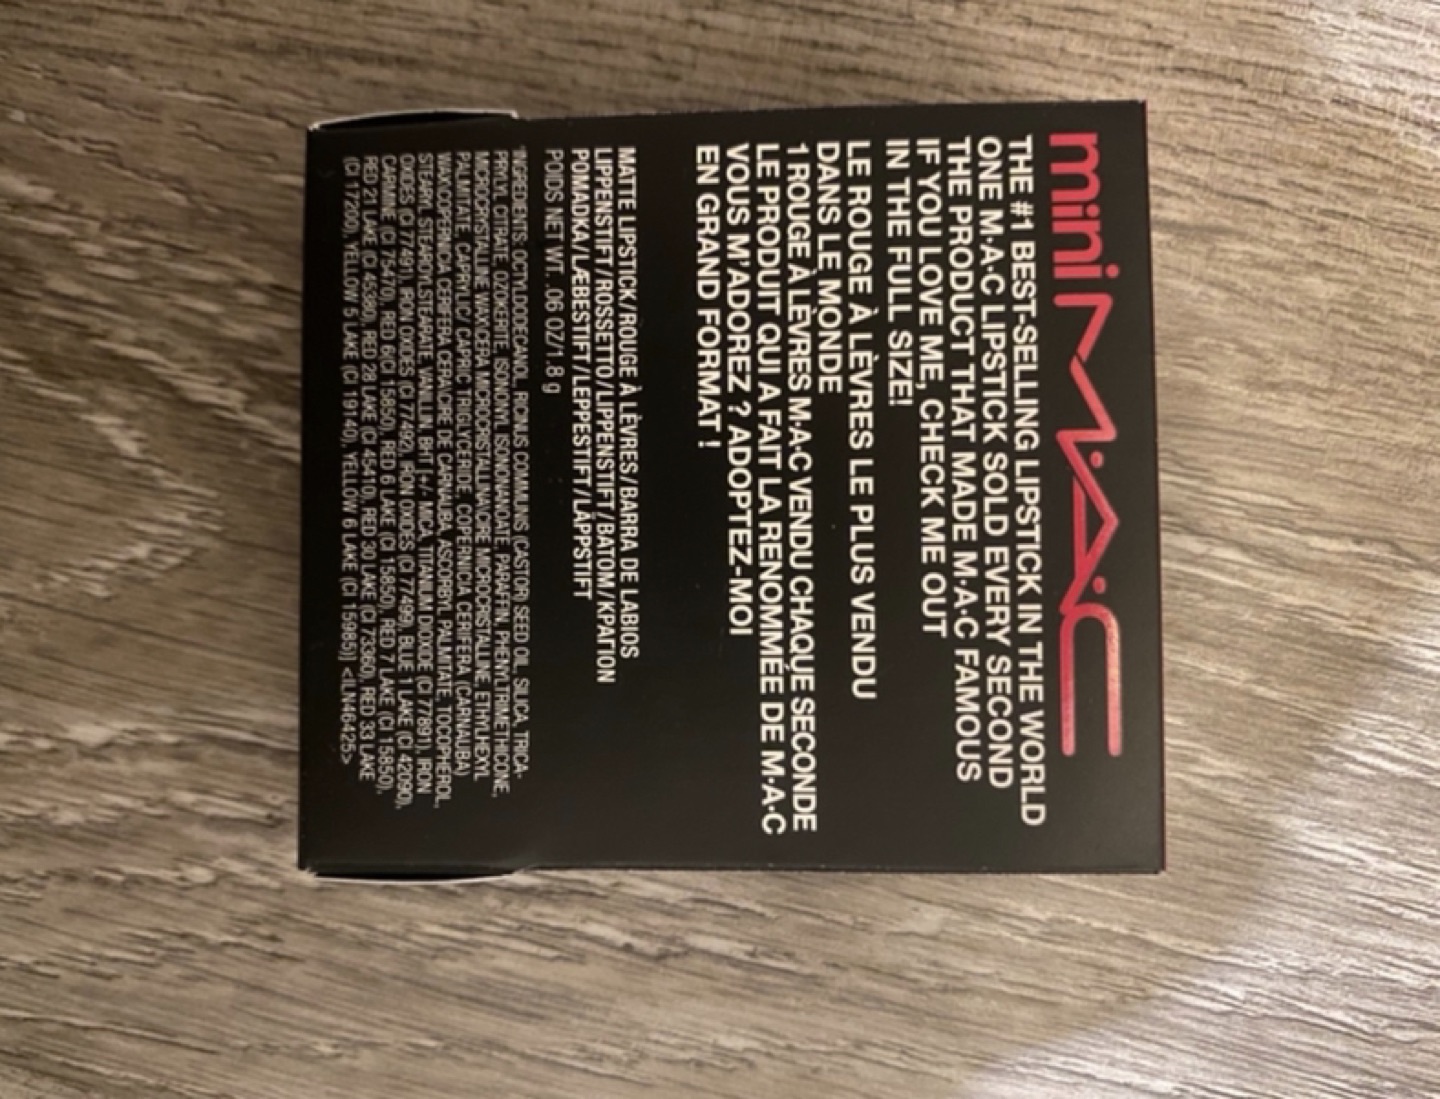 mini M·A·C
THE #1 BEST-SELLING LIPSTICK IN THE WORLD
ONE M·A·C LIPSTICK SOLD EVERY SECOND
THE PRODUCT THAT MADE M·A·C FAMOUS
IF YOU LOVE ME, CHECK ME OUT
IN THE FULL SIZE!
LE ROUGE À LÈVRES LE PLUS VENDU
DANS LE MONDE
1 ROUGE À LÈVRES M·A·C VENDU CHAQUE SECONDE
LE PRODUIT QUI A FAIT LA RENOMMÉE DE M·A·C
VOUS M'ADOREZ ? ADOPTEZ-MOI
EN GRAND FORMAT !
MATTE LIPSTICK/ROUGE À LÈVRES/BARRA DE LABIOS
LIPPENSTIFT/ROSSETTO/LIPPENSTIFT/BATOM/ΚΡΑΓΙΟΝ
POMADKA/LÆBESTIFT/LEPPESTIFT/LÄPPSTIFT
POIDS NET WT. .06 OZ/1.8 g
INGREDIENTS: OCTYLDODECANOL, RICINUS COMMUNIS (CASTOR) SEED OIL, SILICA, TRICA-
PRYLYL CITRATE, OZOKERITE, ISONONYL ISONONANOATE, PARAFFIN, PHENYL TRIMETHICONE,
MICROCRYSTALLINE WAX\CERA MICROCRISTALLINA\CIRE MICROCRISTALLINE, ETHYLHEXYL
PALMITATE, CAPRYLIC/ CAPRIC TRIGLYCERIDE, COPERNICIA CERIFERA (CARNAUBA)
WAX\COPERNICIA CERIFERA CERA\CIRE DE CARNAUBA, ASCORBYL PALMITATE, TOCOPHEROL,
STEARYL STEAROYLSTEARATE, VANILLIN, BHT [+/- MICA, TITANIUM DIOXIDE (CI 77891), IRON
OXIDES (CI 77491), IRON OXIDES (CI 77492), IRON OXIDES (CI 77499), BLUE 1 LAKE (CI 42090),
CARMINE (CI 75470), RED 6(CI 15850), RED 6 LAKE (CI 15850), RED 7 LAKE (CI 15850),
RED 21 LAKE (CI 45380), RED 28 LAKE (CI 45410), RED 30 LAKE (CI 73360), RED 33 LAKE
(CI 17200), YELLOW 5 LAKE (CI 19140), YELLOW 6 LAKE (CI 15985)] <ILN46425>